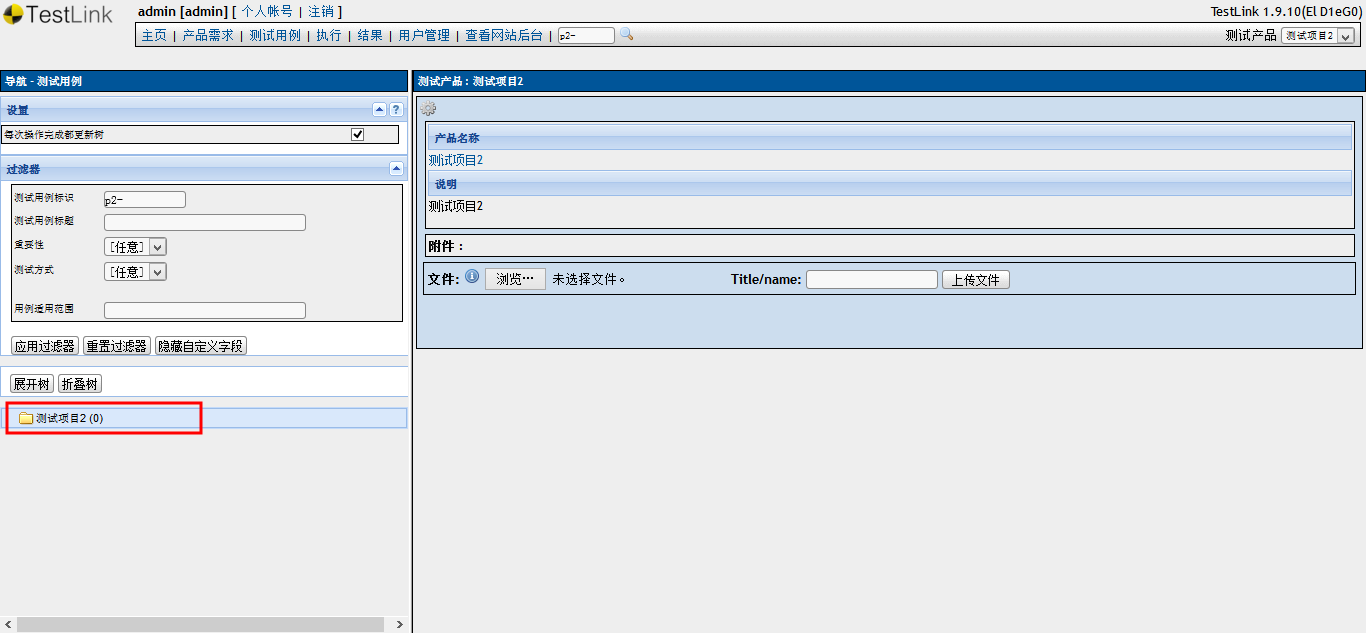 TestLink
admin [admin] [ 个人帐号 | 注销 ]
TestLink 1.9.10(El D1eG0)
主页 | 产品需求 | 测试用例 | 执行 | 结果 | 用户管理 | 查看网站后台 | p2-
测试产品 测试项目2
导航 - 测试用例
设置
?
每次操作完成都更新树
过滤器
测试用例标识 p2-
测试用例标题
重要性 [任意]
测试方式 [任意]
用例适用范围
应用过滤器 重置过滤器 隐藏自定义字段
展开树 折叠树
测试项目2 (0)
测试产品 : 测试项目2
产品名称
测试项目2
说明
测试项目2
附件 :
文件: 浏览… 未选择文件。 Title/name: 上传文件